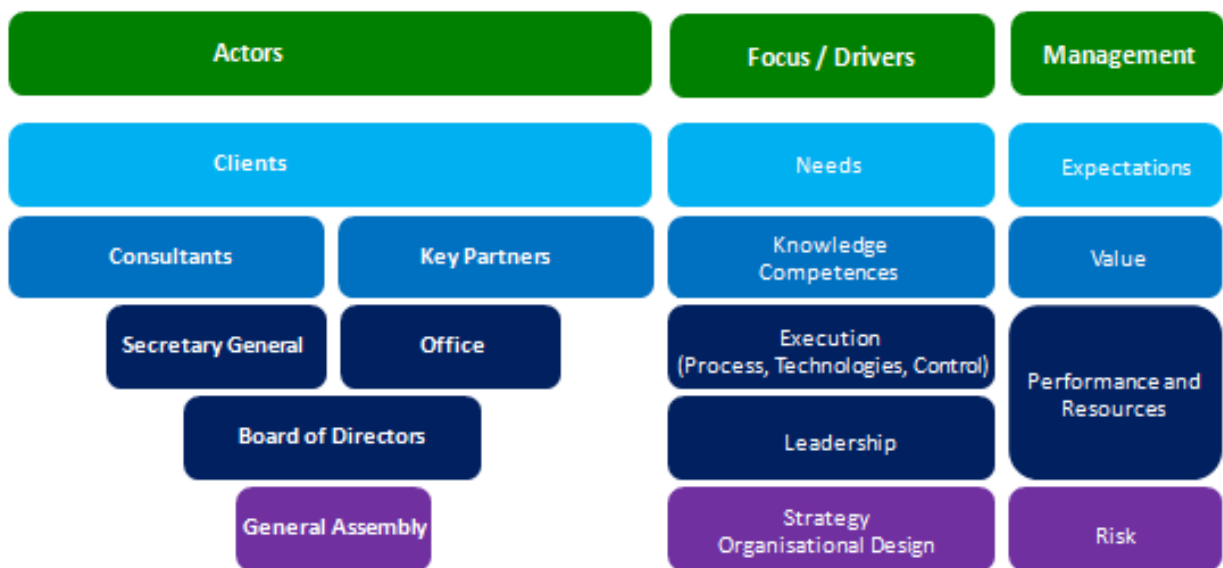 Actors
Focus / Drivers
Management
Clients
Needs
Expectations
Consultants
Key Partners
Knowledge
Competences
Value
Secretary General
Office
Execution
(Process, Technologies, Control)
Performance and
Resources
Board of Directors
Leadership
General Assembly
Strategy
Organisational Design
Risk